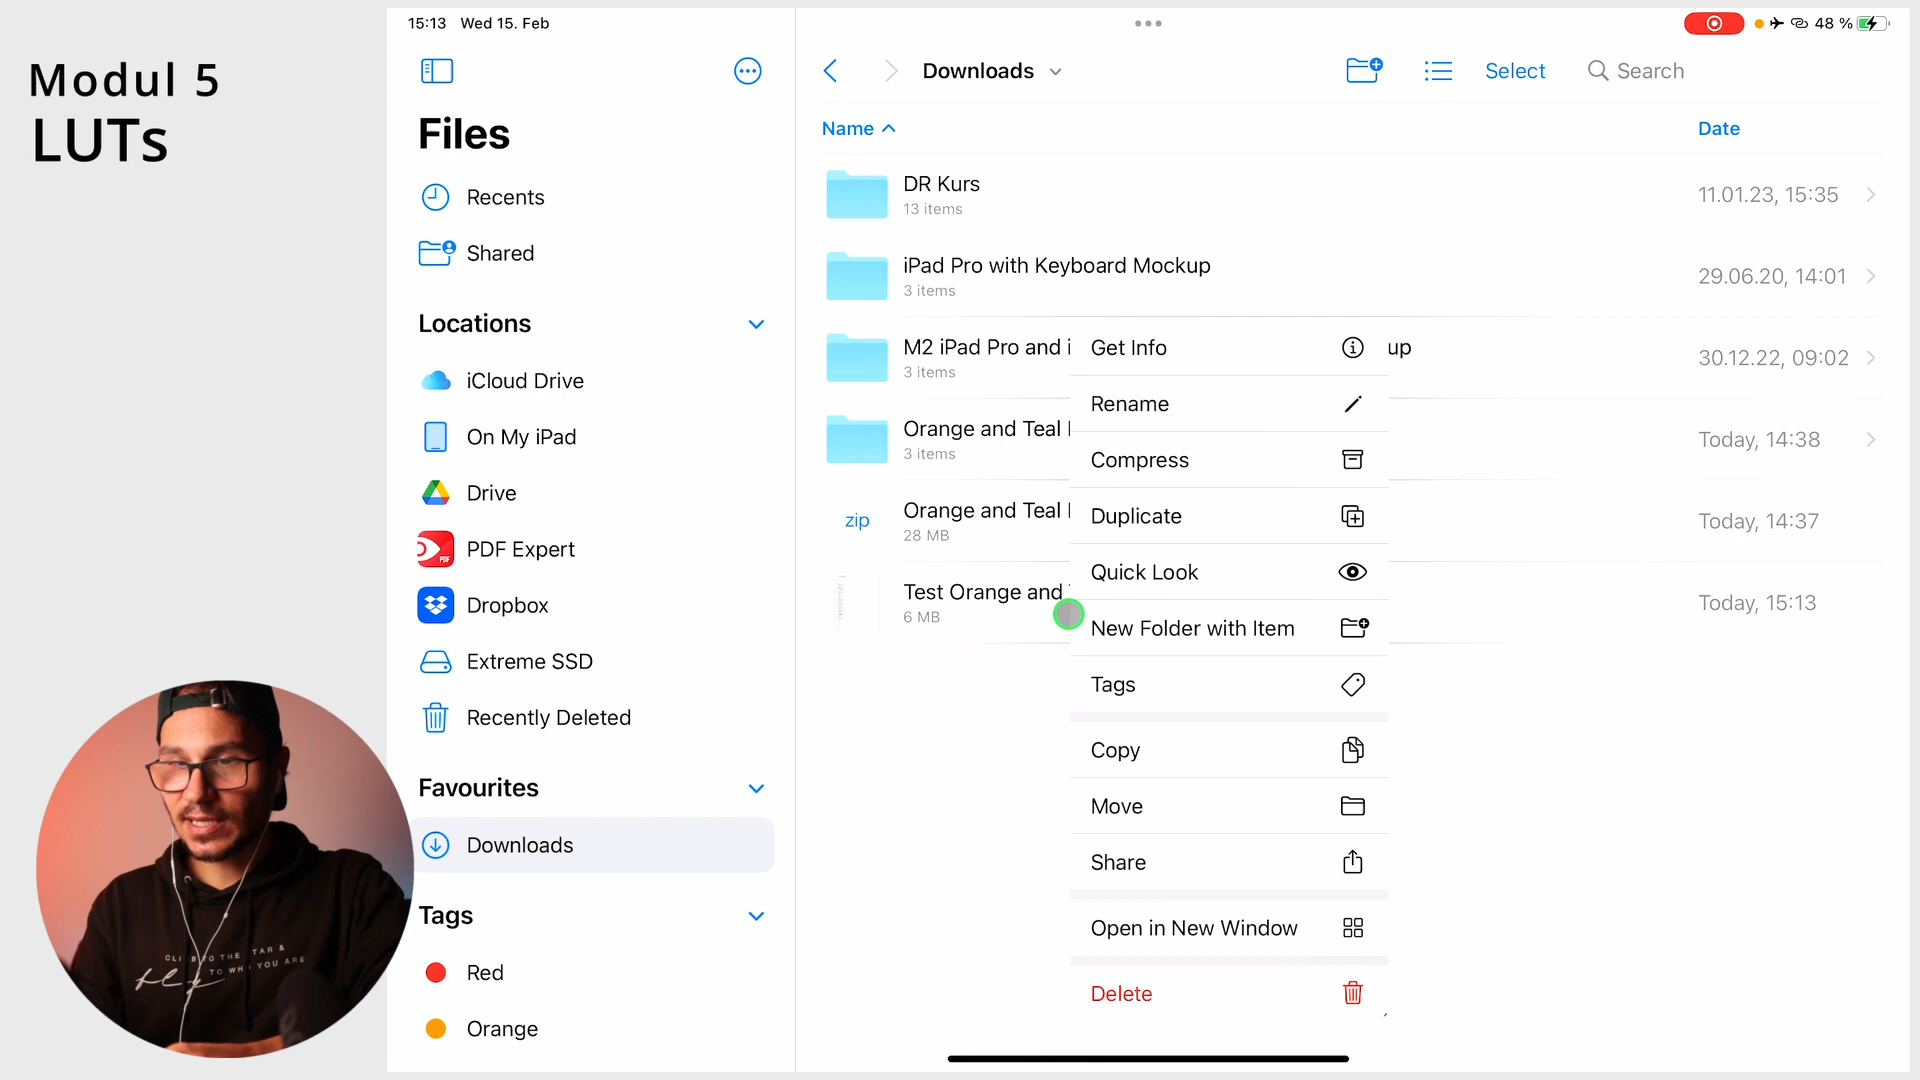 Modul 5
LUTs
15:13 Wed 15. Feb
48 %
Files
Recents
Shared
Locations
iCloud Drive
On My iPad
Drive
PDF Expert
Dropbox
Extreme SSD
Recently Deleted
Favourites
Downloads
Tags
Red
Orange
Downloads
Select
Search
Name
Date
DR Kurs
13 items
11.01.23, 15:35
iPad Pro with Keyboard Mockup
3 items
29.06.20, 14:01
M2 iPad Pro and i
up
3 items
30.12.22, 09:02
Orange and Teal
3 items
Today, 14:38
zip
Orange and Teal
28 MB
Today, 14:37
Test Orange and
6 MB
Today, 15:13
Get Info
Rename
Compress
Duplicate
Quick Look
New Folder with Item
Tags
Copy
Move
Share
Open in New Window
Delete